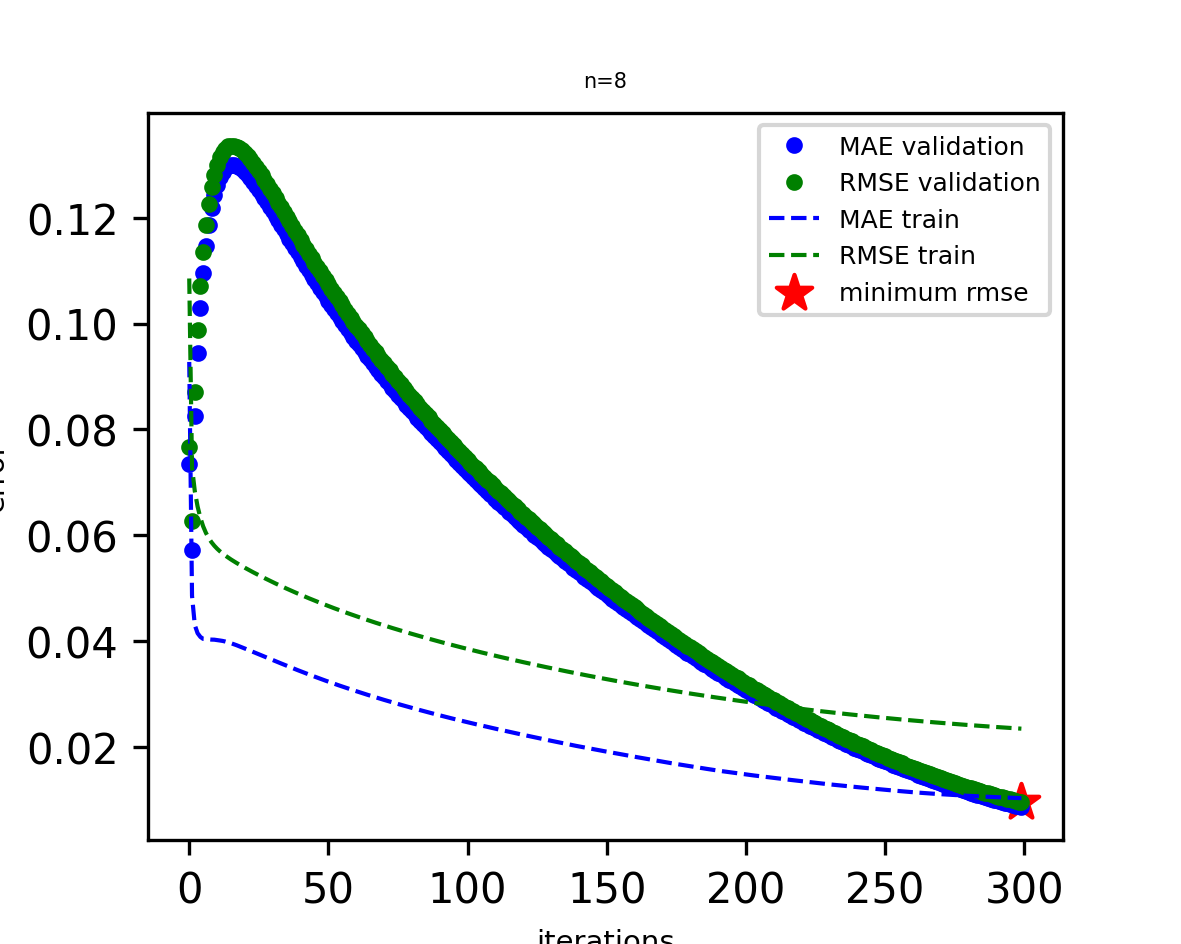 n=8
MAE validation
RMSE validation
MAE train
RMSE train
minimum rmse
0.12
0.10
0.08
0.06
0.04
0.02
0 50 100 150 200 250 300
iterations